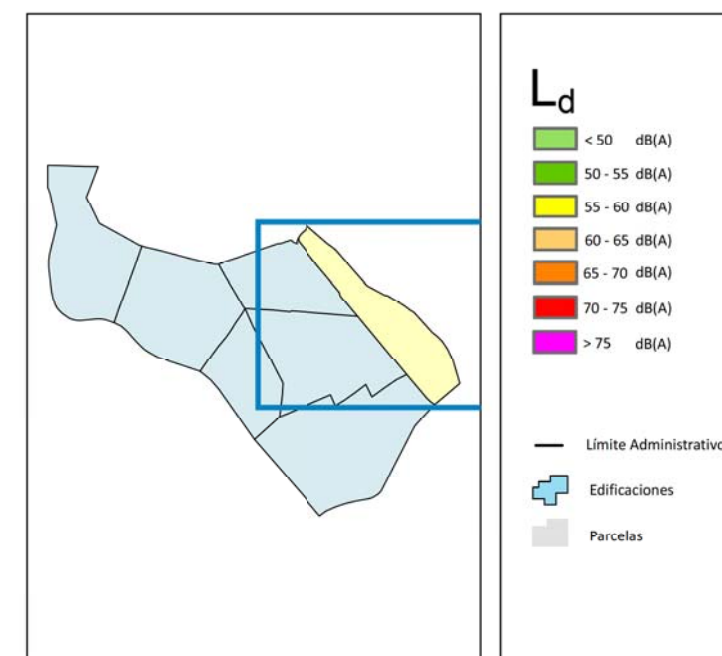 Ld
< 50 dB(A)
50 - 55 dB(A)
55 - 60 dB(A)
60 - 65 dB(A)
65 - 70 dB(A)
70 - 75 dB(A)
> 75 dB(A)
Límite Administrativo
Edificaciones
Parcelas